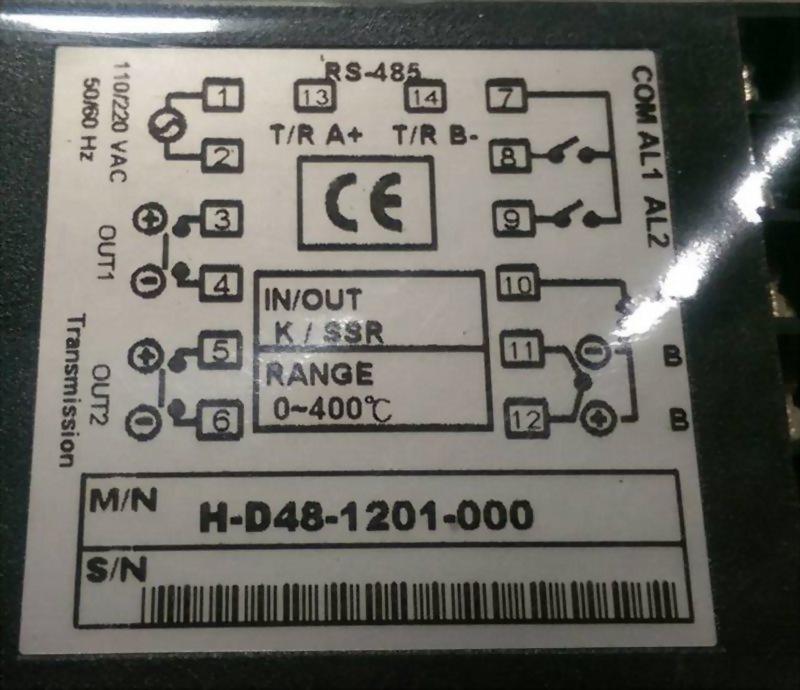 110/220 VAC
50/60 Hz
RS-485
COM AL1 AL2
1
13
14
7
T/R A+ T/R B-
2
8
CE
3
9
OUT1
4
10
IN/OUT
K / SSR
5
11
B
RANGE
0~400℃
OUT2
Transmission
6
12
B
M/N H-D48-1201-000
S/N